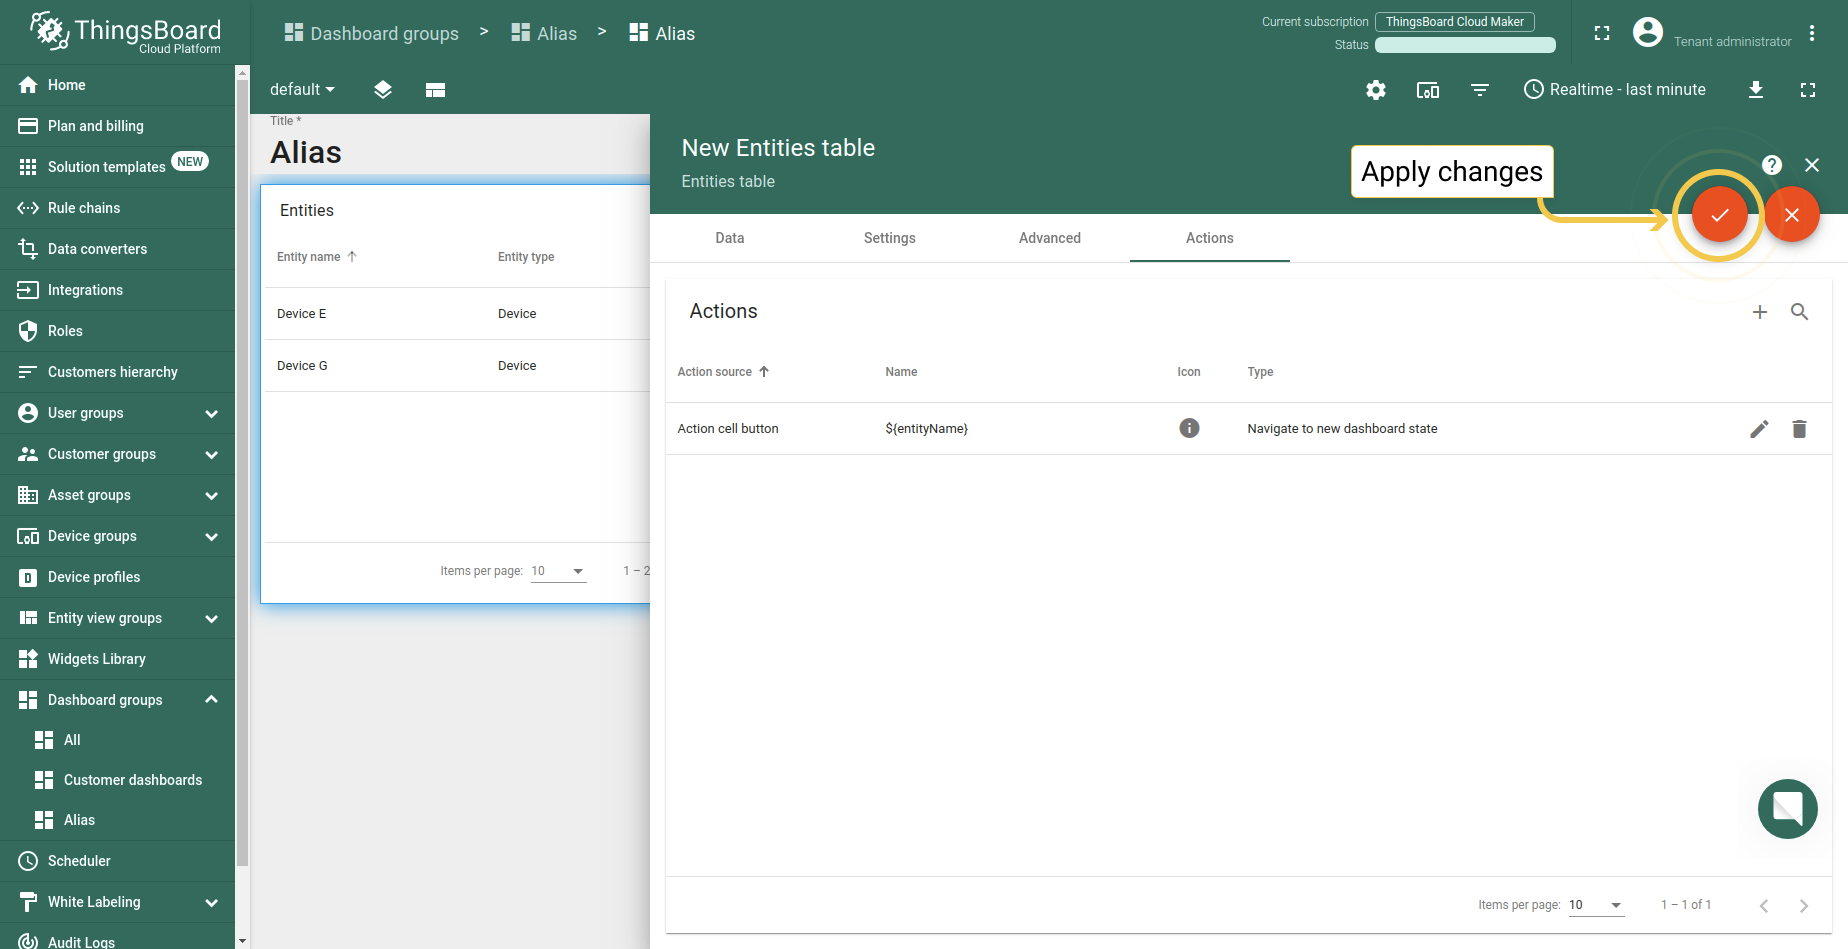 ThingsBoard
Cloud Platform
Dashboard groups > Alias > Alias
Current subscription ThingsBoard Cloud Maker
Status
Tenant administrator
Home
Plan and billing
Solution templates NEW
Rule chains
Data converters
Integrations
Roles
Customers hierarchy
User groups
Customer groups
Asset groups
Device groups
Device profiles
Entity view groups
Widgets Library
Dashboard groups
All
Customer dashboards
Alias
Scheduler
White Labeling
Audit Logs
default
Realtime - last minute
Title *
Alias
Entities
Entity name Entity type
Device E Device
Device G Device
Items per page: 10 1 – 2
New Entities table
Entities table
Apply changes
Data Settings Advanced Actions
Actions
Action source Name Icon Type
Action cell button ${entityName} Navigate to new dashboard state
Items per page: 10 1 – 1 of 1